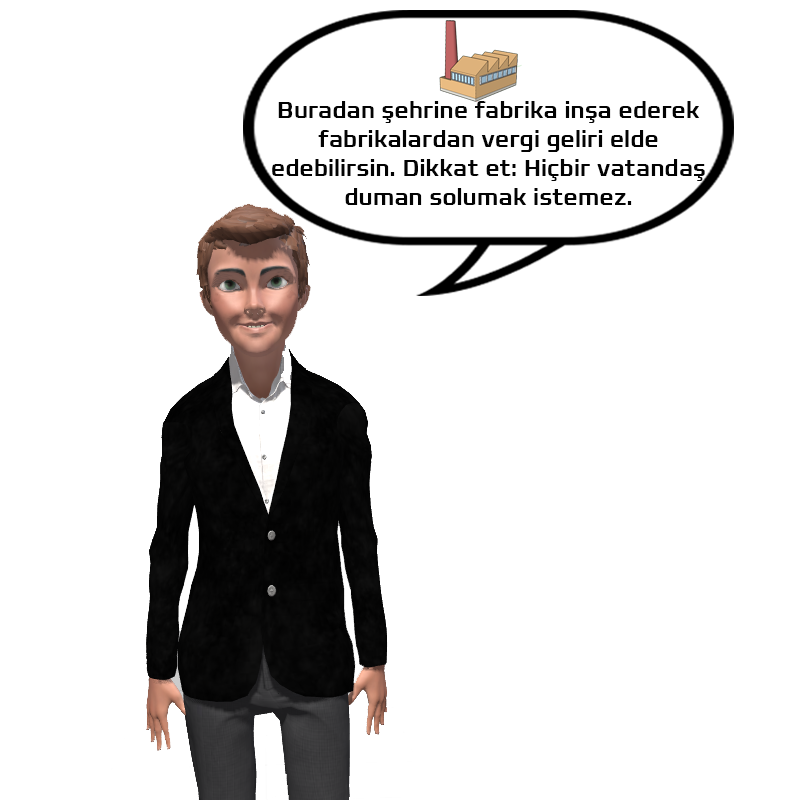 Buradan şehrine fabrika inşa ederek
fabrikalardan vergi geliri elde
edebilirsin. Dikkat et: Hiçbir vatandaş
duman solumak istemez.